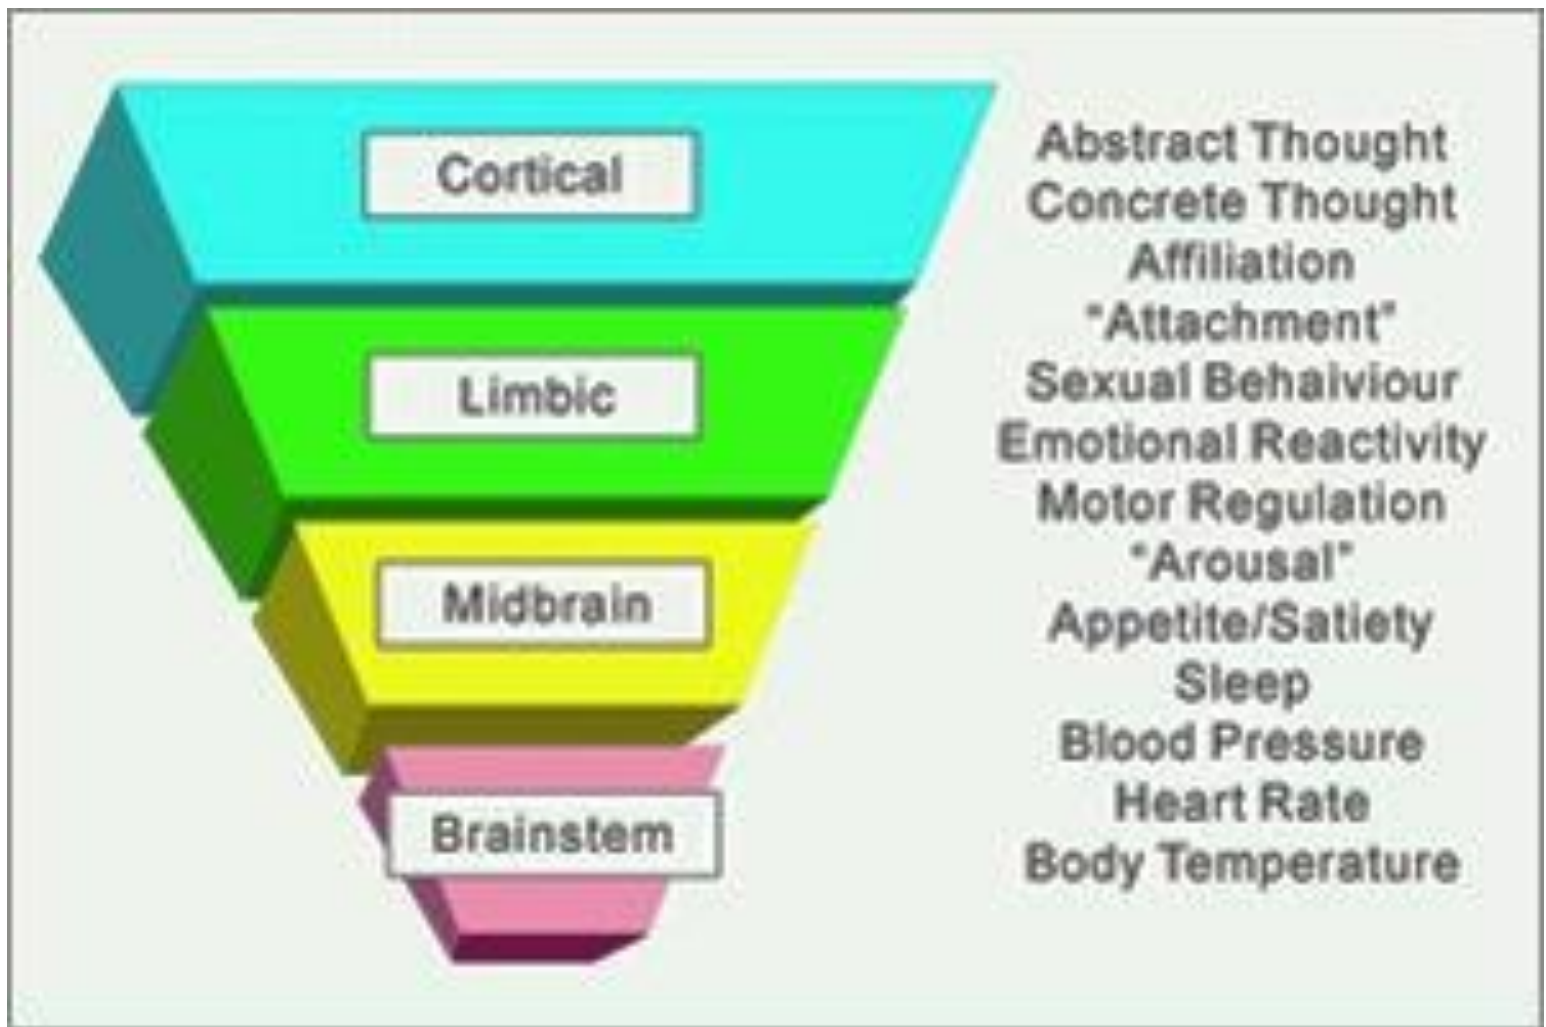 Cortical
Limbic
Midbrain
Brainstem
Abstract Thought
Concrete Thought
Affiliation
“Attachment”
Sexual Behaiviour
Emotional Reactivity
Motor Regulation
“Arousal”
Appetite/Satiety
Sleep
Blood Pressure
Heart Rate
Body Temperature